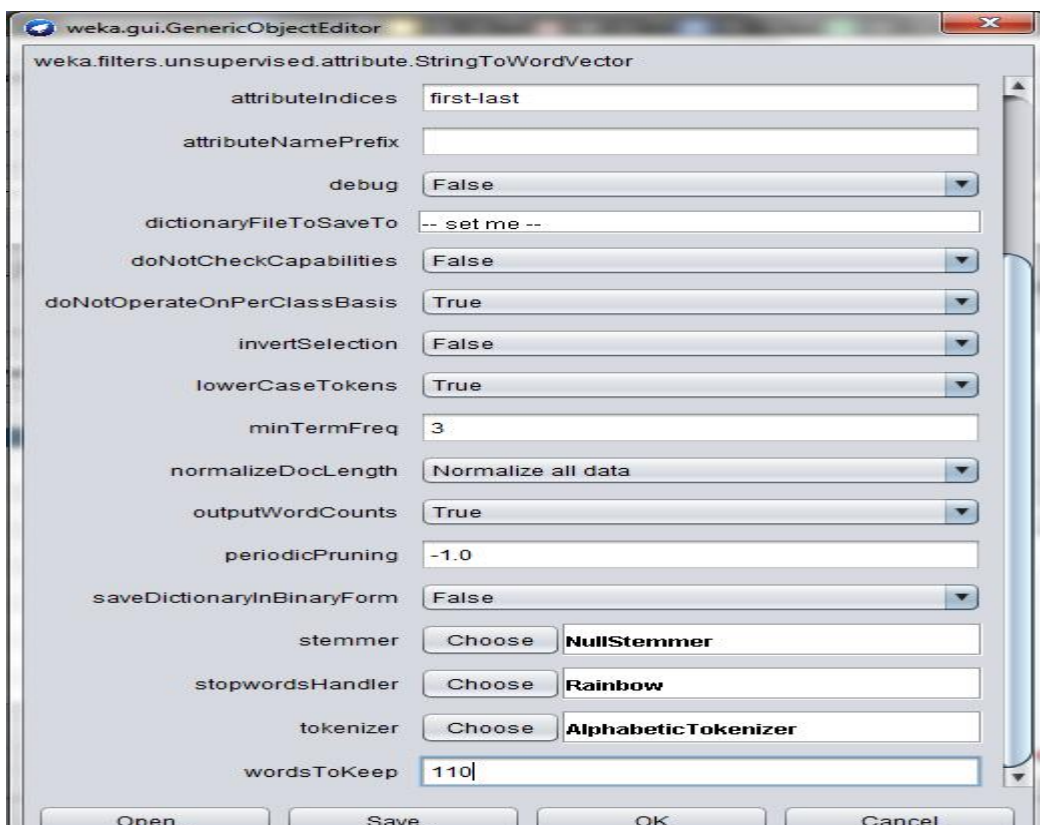 weka.gui.GenericObjectEditor
weka.filters.unsupervised.attribute.StringToWordVector
attributeIndices first-last
attributeNamePrefix
debug False
dictionaryFileToSaveTo -- set me --
doNotCheckCapabilities False
doNotOperateOnPerClassBasis True
invertSelection False
lowerCaseTokens True
minTermFreq 3
normalizeDocLength Normalize all data
outputWordCounts True
periodicPruning -1.0
saveDictionaryInBinaryForm False
stemmer Choose NullStemmer
stopwordsHandler Choose Rainbow
tokenizer Choose AlphabeticTokenizer
wordsToKeep 110
Open Save OK Cancel